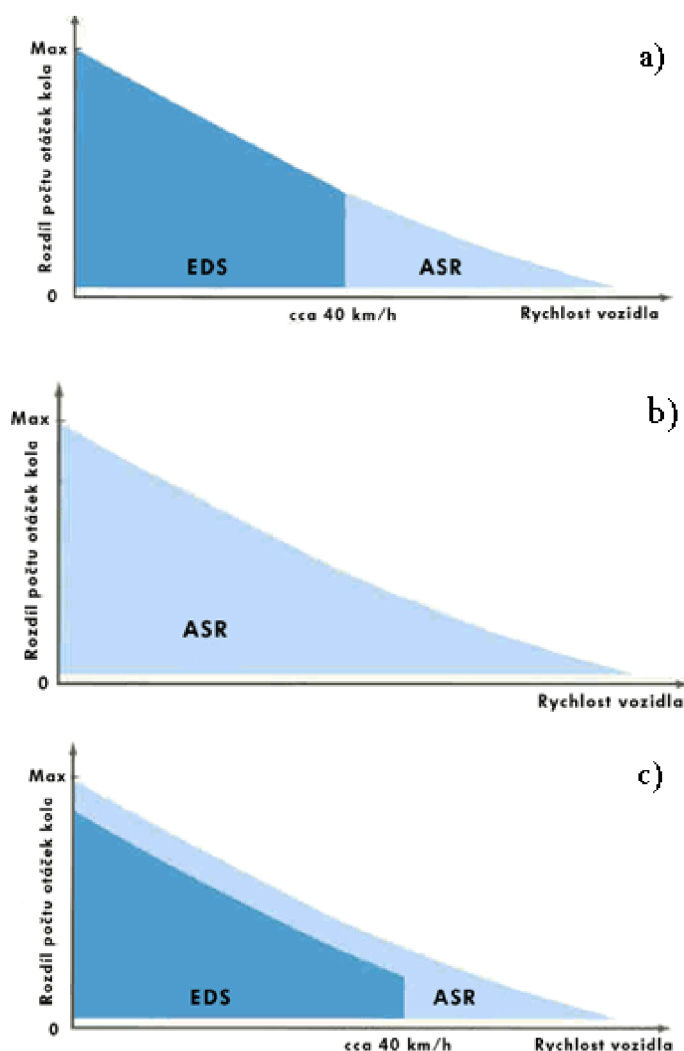 a)
Max
Rozdíl počtu otáček kola
EDS
ASR
0
cca 40 km/h
Rychlost vozidla
b)
Max
Rozdíl počtu otáček kola
ASR
0
Rychlost vozidla
c)
Max
Rozdíl počtu otáček kola
EDS
ASR
0
cca 40 km/h
Rychlost vozidla